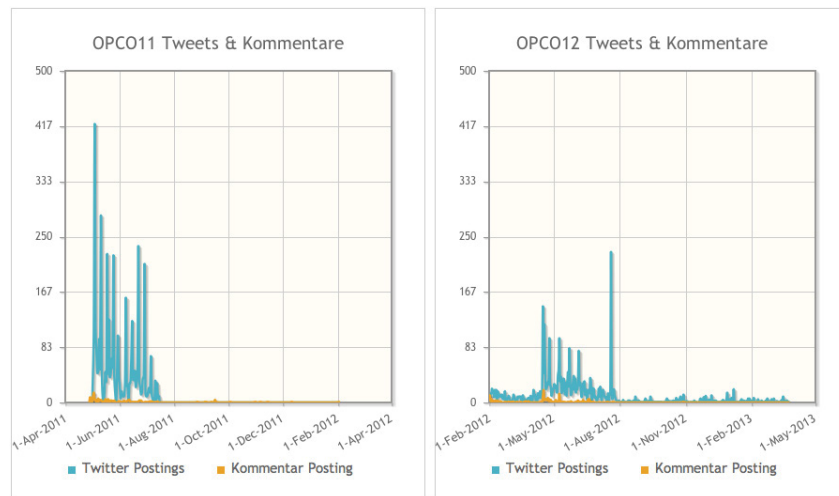 OPCO11 Tweets & Kommentare
500
417
333
250
167
83
0
1-Apr-2011
1-Jun-2011
1-Aug-2011
1-Oct-2011
1-Dec-2011
1-Feb-2012
1-Apr-2012
Twitter Postings
Kommentar Posting
OPCO12 Tweets & Kommentare
500
417
333
250
167
83
0
1-Feb-2012
1-May-2012
1-Aug-2012
1-Nov-2012
1-Feb-2013
1-May-2013
Twitter Postings
Kommentar Posting